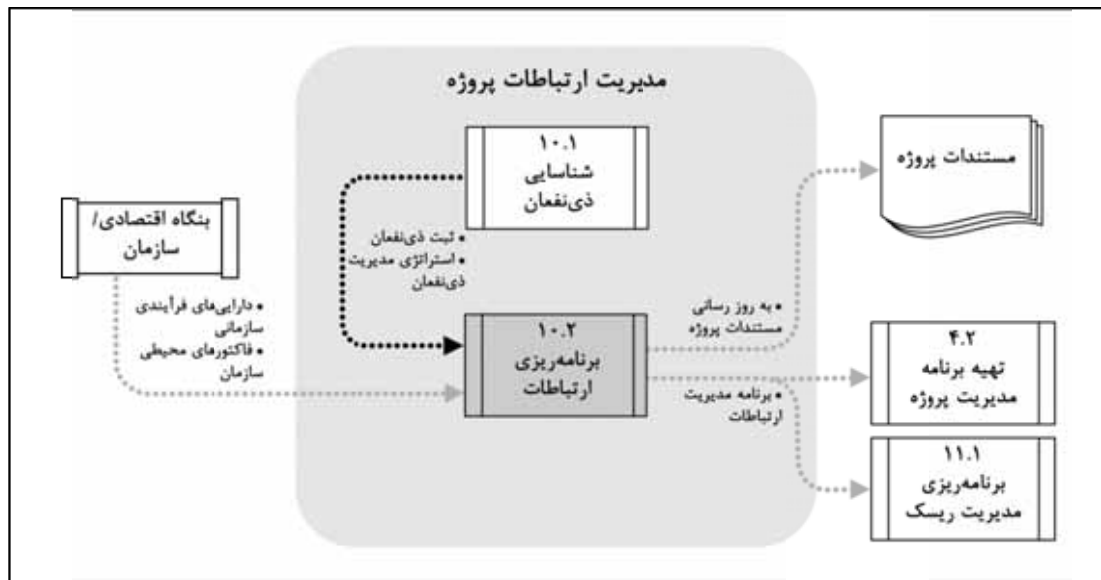 مدیریت ارتباطات پروژه
۱۰.۱
شناسایی
ذی‌نفعان
مستندات پروژه
بنگاه اقتصادی/
سازمان
• ثبت ذی‌نفعان
• استراتژی مدیریت
ذی‌نفعان
• دارایی‌های فرآیندی
سازمانی
• فاکتورهای محیطی
سازمان
۱۰.۲
برنامه‌ریزی
ارتباطات
• به روز رسانی
مستندات پروژه
• برنامه مدیریت
ارتباطات
۴.۲
تهیه برنامه
مدیریت پروژه
۱۱.۱
برنامه‌ریزی
مدیریت ریسک